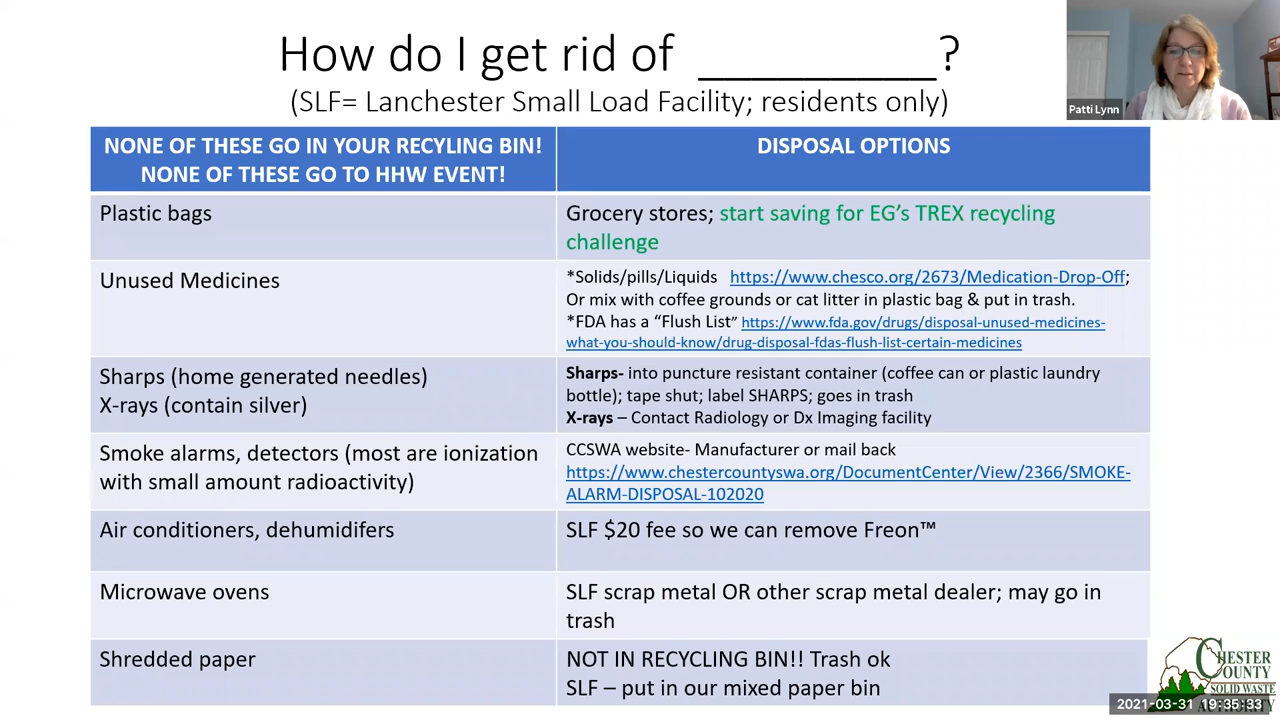 How do I get rid of _________?
(SLF= Lanchester Small Load Facility; residents only)
Patti Lynn
NONE OF THESE GO IN YOUR RECYLING BIN!
NONE OF THESE GO TO HHW EVENT!
DISPOSAL OPTIONS
Plastic bags
Grocery stores; start saving for EG's TREX recycling
challenge
Unused Medicines
*Solids/pills/Liquids https://www.chesco.org/2673/Medication-Drop-Off;
Or mix with coffee grounds or cat litter in plastic bag & put in trash.
*FDA has a “Flush List” https://www.fda.gov/drugs/disposal-unused-medicines-
what-you-should-know/drug-disposal-fdas-flush-list-certain-medicines
Sharps (home generated needles)
X-rays (contain silver)
Sharps- into puncture resistant container (coffee can or plastic laundry
bottle); tape shut; label SHARPS; goes in trash
X-rays – Contact Radiology or Dx Imaging facility
Smoke alarms, detectors (most are ionization
with small amount radioactivity)
CCSWA website- Manufacturer or mail back
https://www.chestercountyswa.org/DocumentCenter/View/2366/SMOKE-
ALARM-DISPOSAL-102020
Air conditioners, dehumidifers
SLF $20 fee so we can remove Freon™
Microwave ovens
SLF scrap metal OR other scrap metal dealer; may go in
trash
Shredded paper
NOT IN RECYCLING BIN!! Trash ok
SLF – put in our mixed paper bin
CHESTER
COUNTY
SOLID WASTE
AUTHORITY
2021-03-31 19:35:33